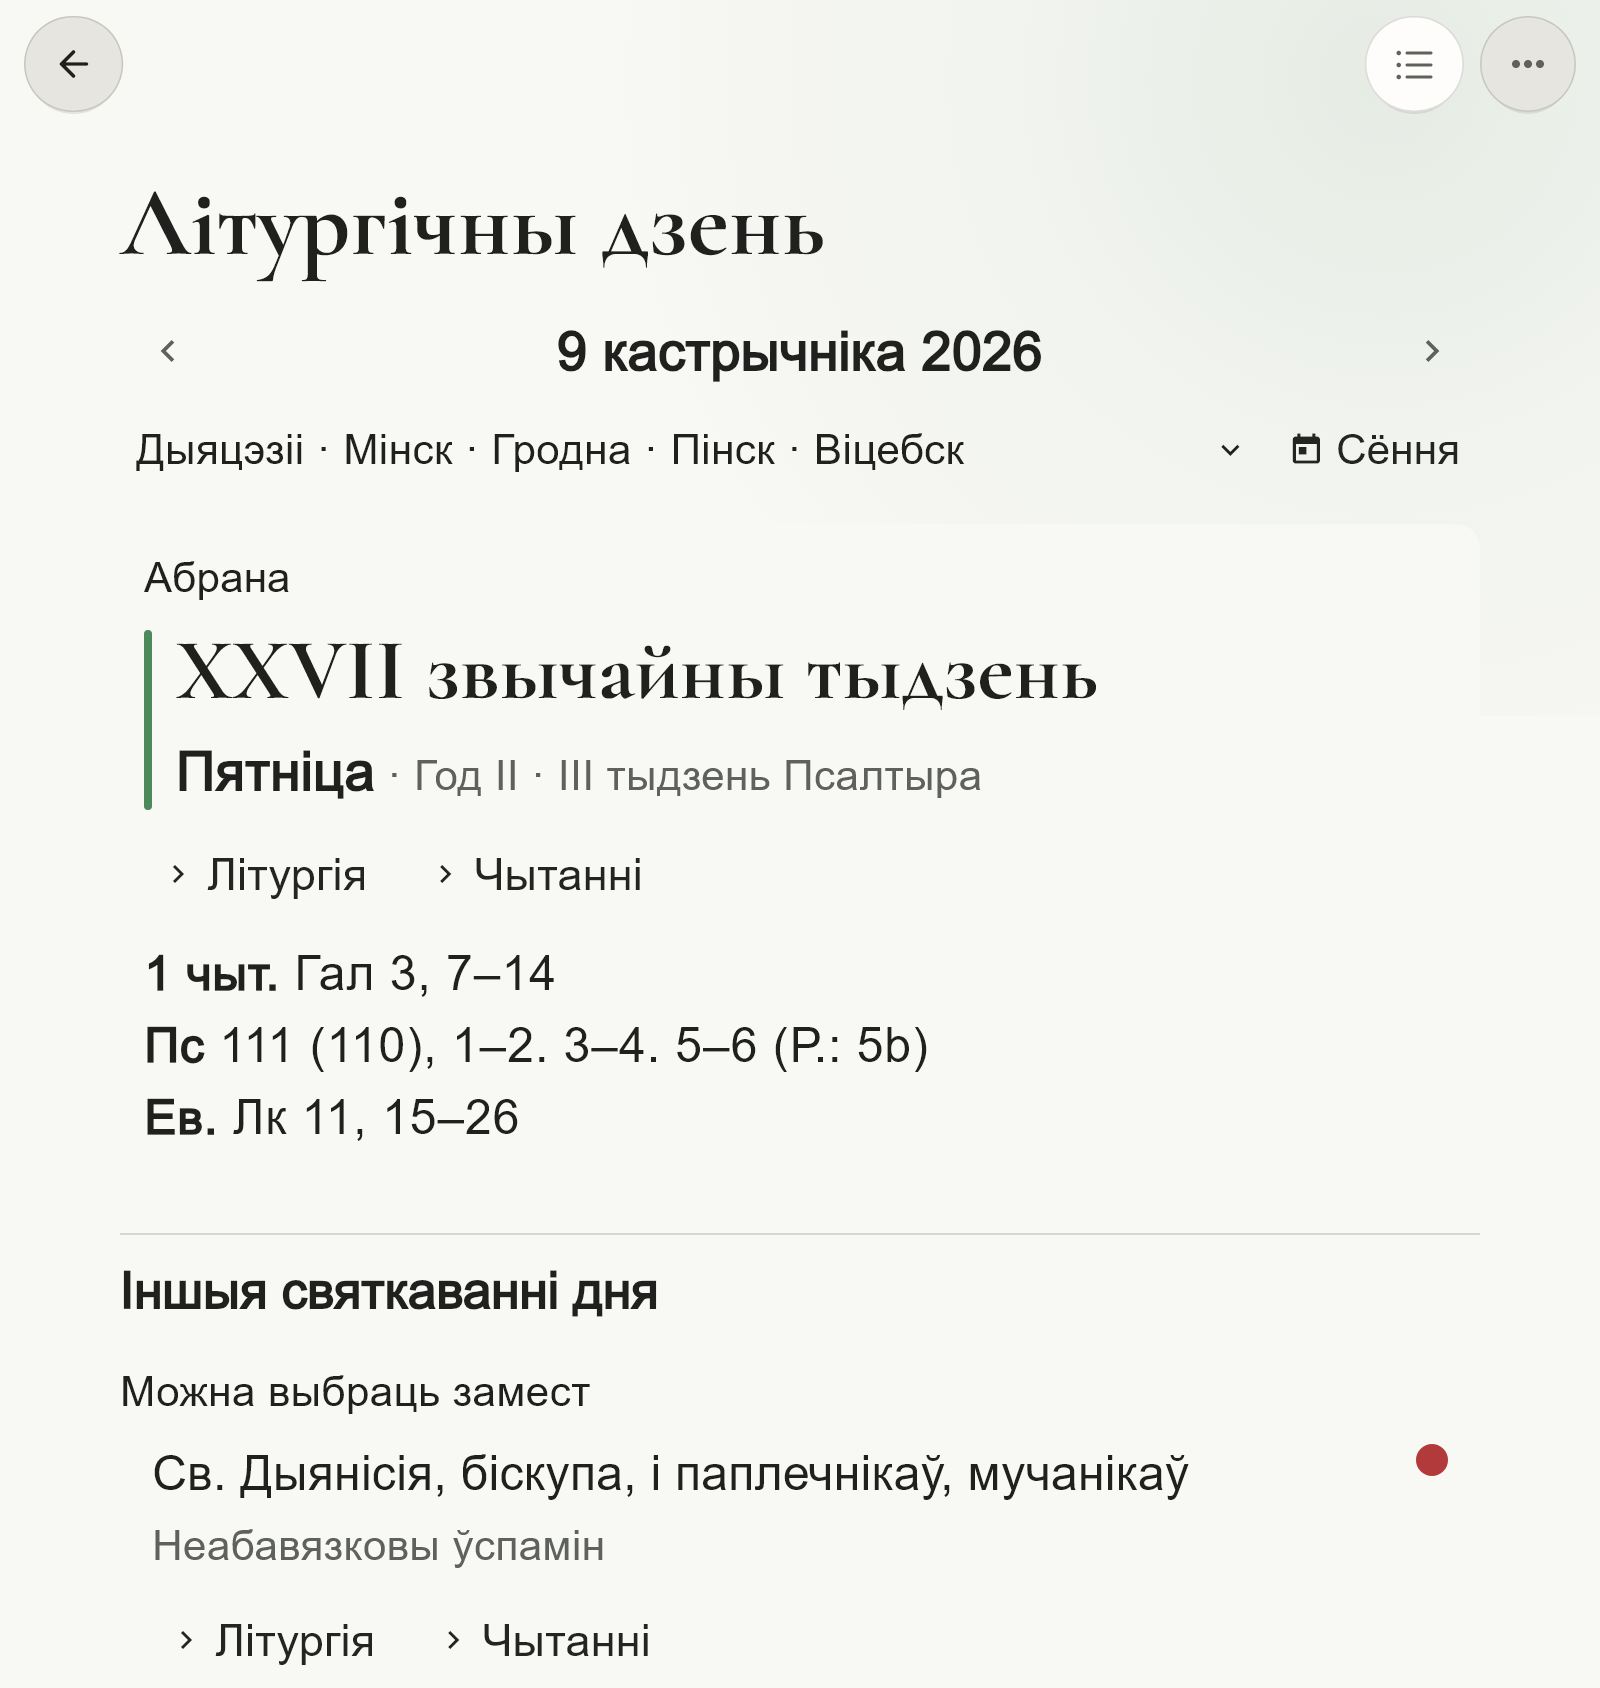 Літургічны дзень
9 кастрычніка 2026
Дыяцэзіі · Мінск · Гродна · Пінск · Віцебск Сёння
Абрана
XXVII звычайны тыдзень
Пятніца · Год II · III тыдзень Псалтыра
Літургія Чытанні
1 чыт. Гал 3, 7–14
Пс 111 (110), 1–2. 3–4. 5–6 (Р.: 5b)
Ев. Лк 11, 15–26
Іншыя святкаванні дня
Можна выбраць замест
Св. Дыянісія, біскупа, і паплечнікаў, мучанікаў
Неабавязковы ўспамін
Літургія Чытанні